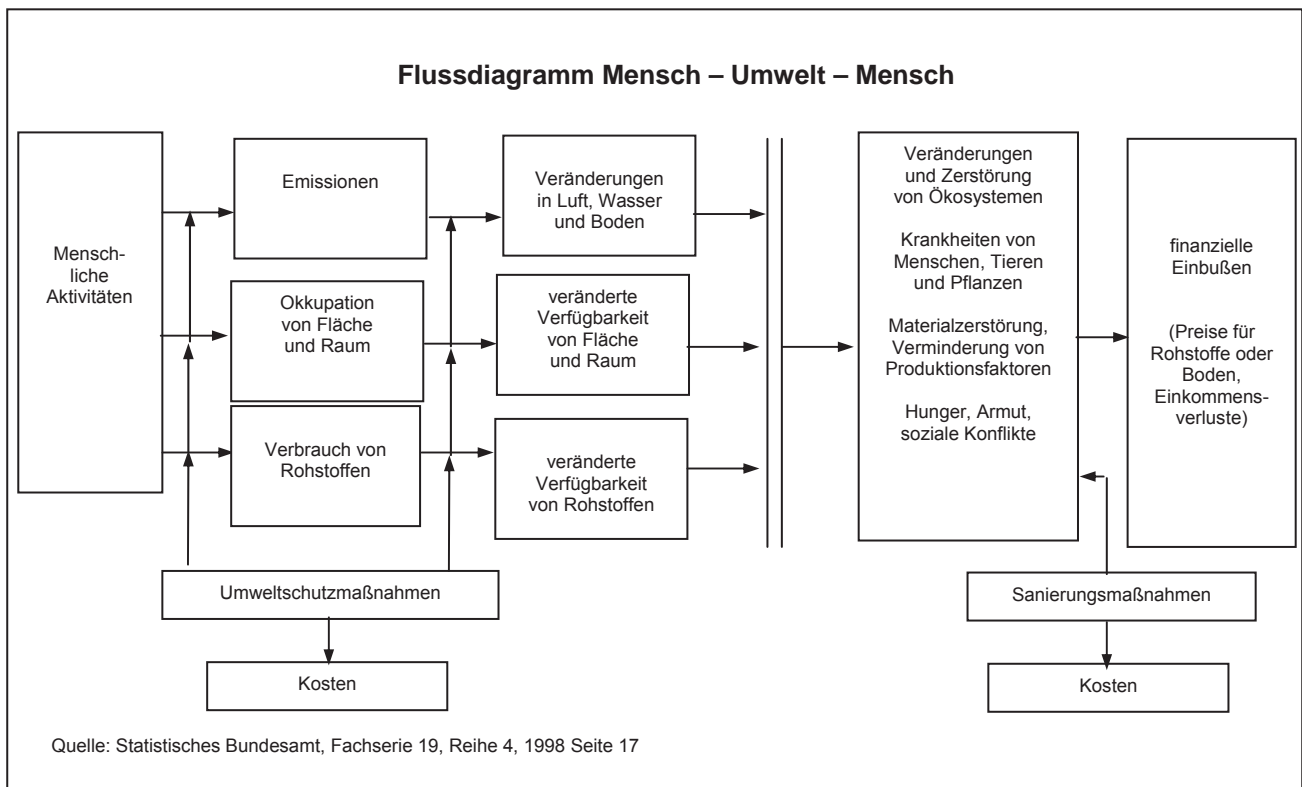 Flussdiagramm Mensch – Umwelt – Mensch
Mensch-
liche
Aktivitäten
Emissionen
Okkupation
von Fläche
und Raum
Verbrauch von
Rohstoffen
Veränderungen
in Luft, Wasser
und Boden
veränderte
Verfügbarkeit
von Fläche
und Raum
veränderte
Verfügbarkeit
von Rohstoffen
Veränderungen
und Zerstörung
von Ökosystemen
Krankheiten von
Menschen, Tieren
und Pflanzen
Materialzerstörung,
Verminderung von
Produktionsfaktoren
Hunger, Armut,
soziale Konflikte
finanzielle
Einbußen
(Preise für
Rohstoffe oder
Boden,
Einkommens-
verluste)
Umweltschutzmaßnahmen
Kosten
Sanierungsmaßnahmen
Kosten
Quelle: Statistisches Bundesamt, Fachserie 19, Reihe 4, 1998 Seite 17